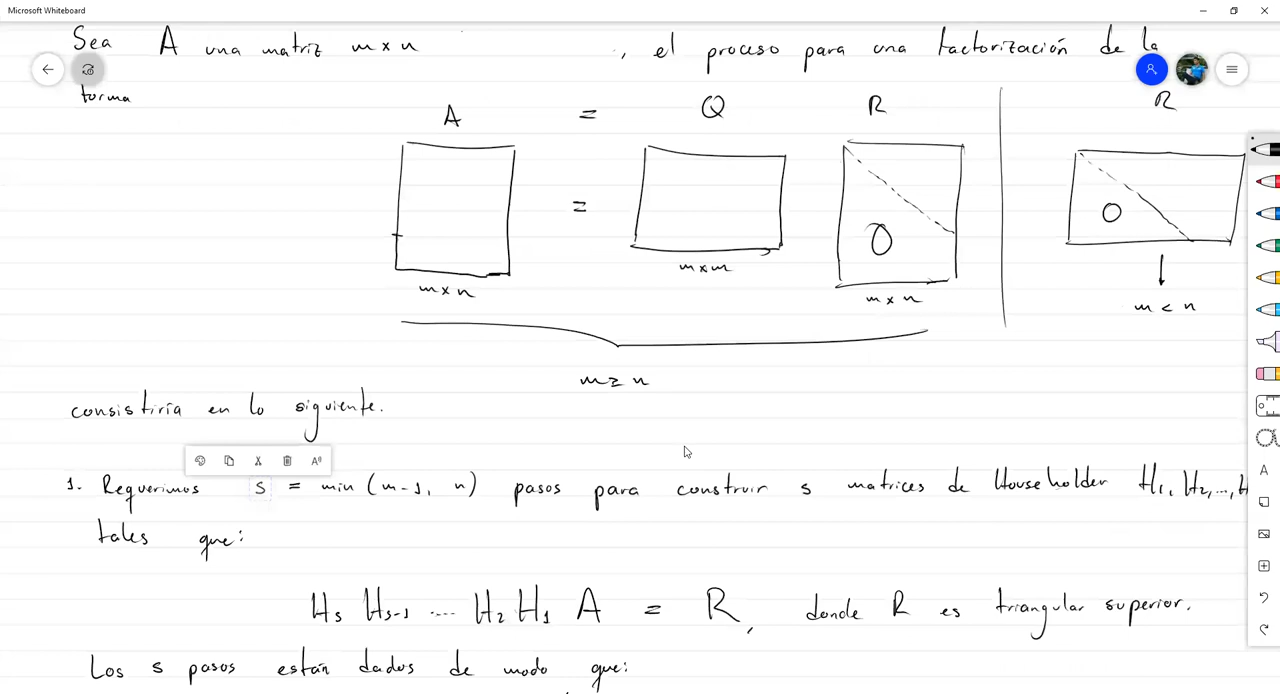 Microsoft Whiteboard
Sea A una matriz m x n , el proceso para una factorización de la
forma
A = Q R R
=
O O
m x n m x m m x n m < n
m ≥ n
consistiría en lo siguiente.
1. Requerimos s = min (m-1, n) pasos para construir s matrices de Householder H1, H2, ..., H
tales que:
Hs Hs-1 .... H2 H1 A = R, donde R es triangular superior.
Los s pasos están dados de modo que: